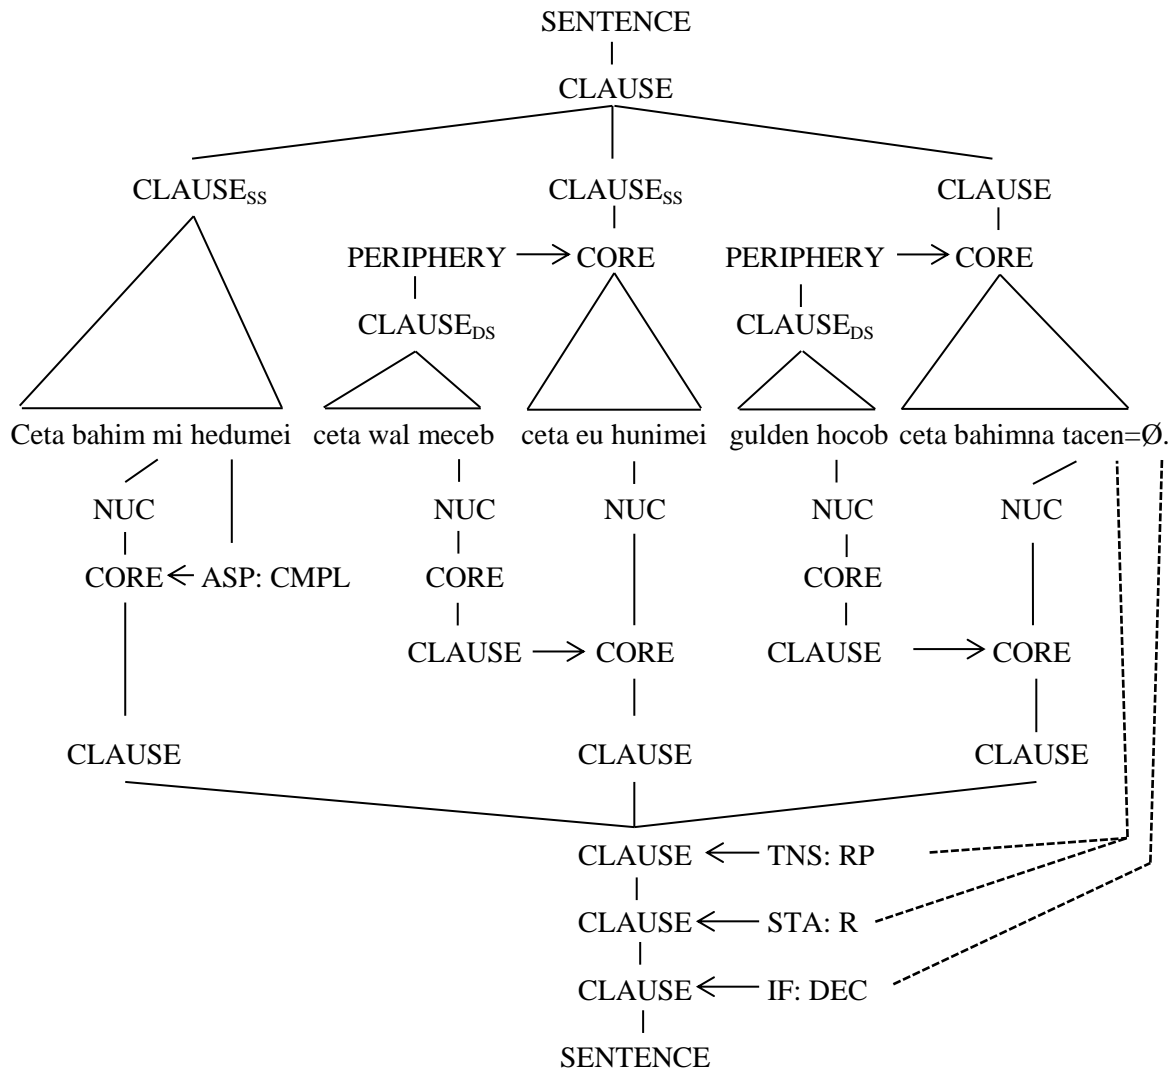 SENTENCE
CLAUSE
CLAUSESS CLAUSESS CLAUSE
PERIPHERY CORE PERIPHERY CORE
CLAUSEDS CLAUSEDS
Ceta bahim mi hedumei ceta wal meceb ceta eu hunimei gulden hocob ceta bahimna tacen=Ø.
NUC NUC NUC NUC NUC
CORE ASP: CMPL CORE CORE
CLAUSE CORE CLAUSE CORE
CLAUSE CLAUSE CLAUSE
CLAUSE TNS: RP
CLAUSE STA: R
CLAUSE IF: DEC
SENTENCE